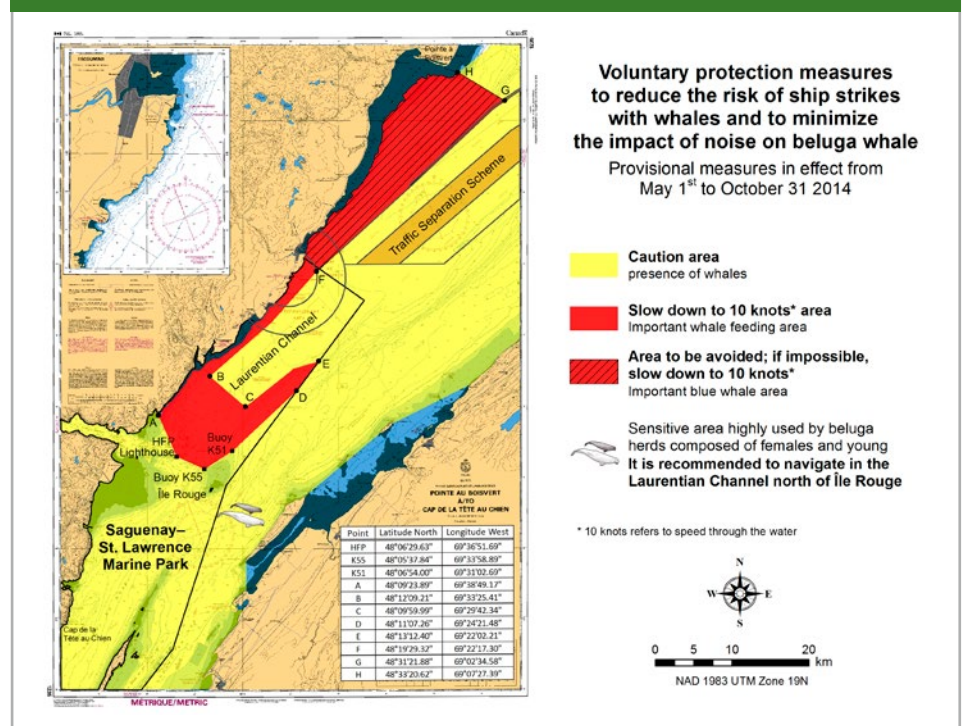 Canada
Pointe à
Boisvert
H
G
Traffic Separation Scheme
F
Laurentian Channel
E
B
D
C
A
HFP
Lighthouse
Buoy
K51
Buoy K55
Île Rouge
Saguenay–
St. Lawrence
Marine Park
Cap de la
Tête au Chien
POINTE AU BOISVERT
À/TO
CAP DE LA TÊTE AU CHIEN
Point Latitude North Longitude West
HFP 48°06'29.63" 69°36'51.69"
K55 48°05'37.84" 69°33'58.89"
K51 48°06'54.00" 69°31'02.69"
A 48°09'23.89" 69°38'49.17"
B 48°12'09.21" 69°33'25.41"
C 48°09'59.99" 69°29'42.34"
D 48°11'07.26" 69°24'21.48"
E 48°13'12.40" 69°22'02.21"
F 48°19'29.32" 69°22'17.30"
G 48°31'21.88" 69°02'34.58"
H 48°33'20.62" 69°07'27.39"
MÉTRIQUE/METRIC
Voluntary protection measures
to reduce the risk of ship strikes
with whales and to minimize
the impact of noise on beluga whale
Provisional measures in effect from
May 1st to October 31 2014
Caution area
presence of whales
Slow down to 10 knots* area
Important whale feeding area
Area to be avoided; if impossible,
slow down to 10 knots*
Important blue whale area
Sensitive area highly used by beluga
herds composed of females and young
It is recommended to navigate in the
Laurentian Channel north of Île Rouge
* 10 knots refers to speed through the water
N
W E
S
0 5 10 20
km
NAD 1983 UTM Zone 19N